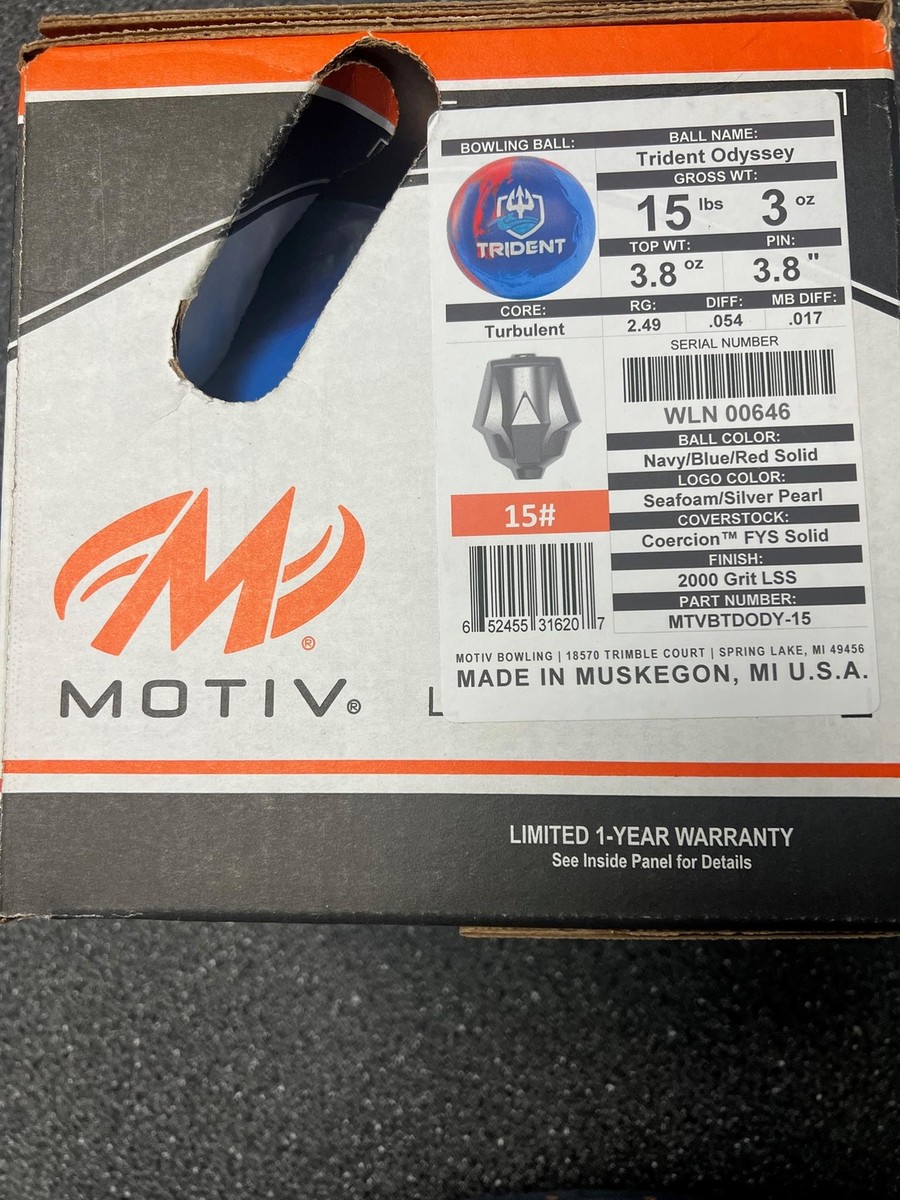 BOWLING BALL:
TRIDENT
BALL NAME:
Trident Odyssey
GROSS WT:
15 lbs 3 oz
TOP WT: PIN:
3.8 oz 3.8 "
CORE:
Turbulent
RG: DIFF: MB DIFF:
2.49 .054 .017
SERIAL NUMBER
WLN 00646
BALL COLOR:
Navy/Blue/Red Solid
LOGO COLOR:
Seafoam/Silver Pearl
COVERSTOCK:
Coercion™ FYS Solid
FINISH:
2000 Grit LSS
PART NUMBER:
MTVBTDODY-15
15#
6 52455 31620 7
MOTIV BOWLING | 18570 TRIMBLE COURT | SPRING LAKE, MI 49456
MADE IN MUSKEGON, MI U.S.A.
M®
MOTIV®
LIMITED 1-YEAR WARRANTY
See Inside Panel for Details